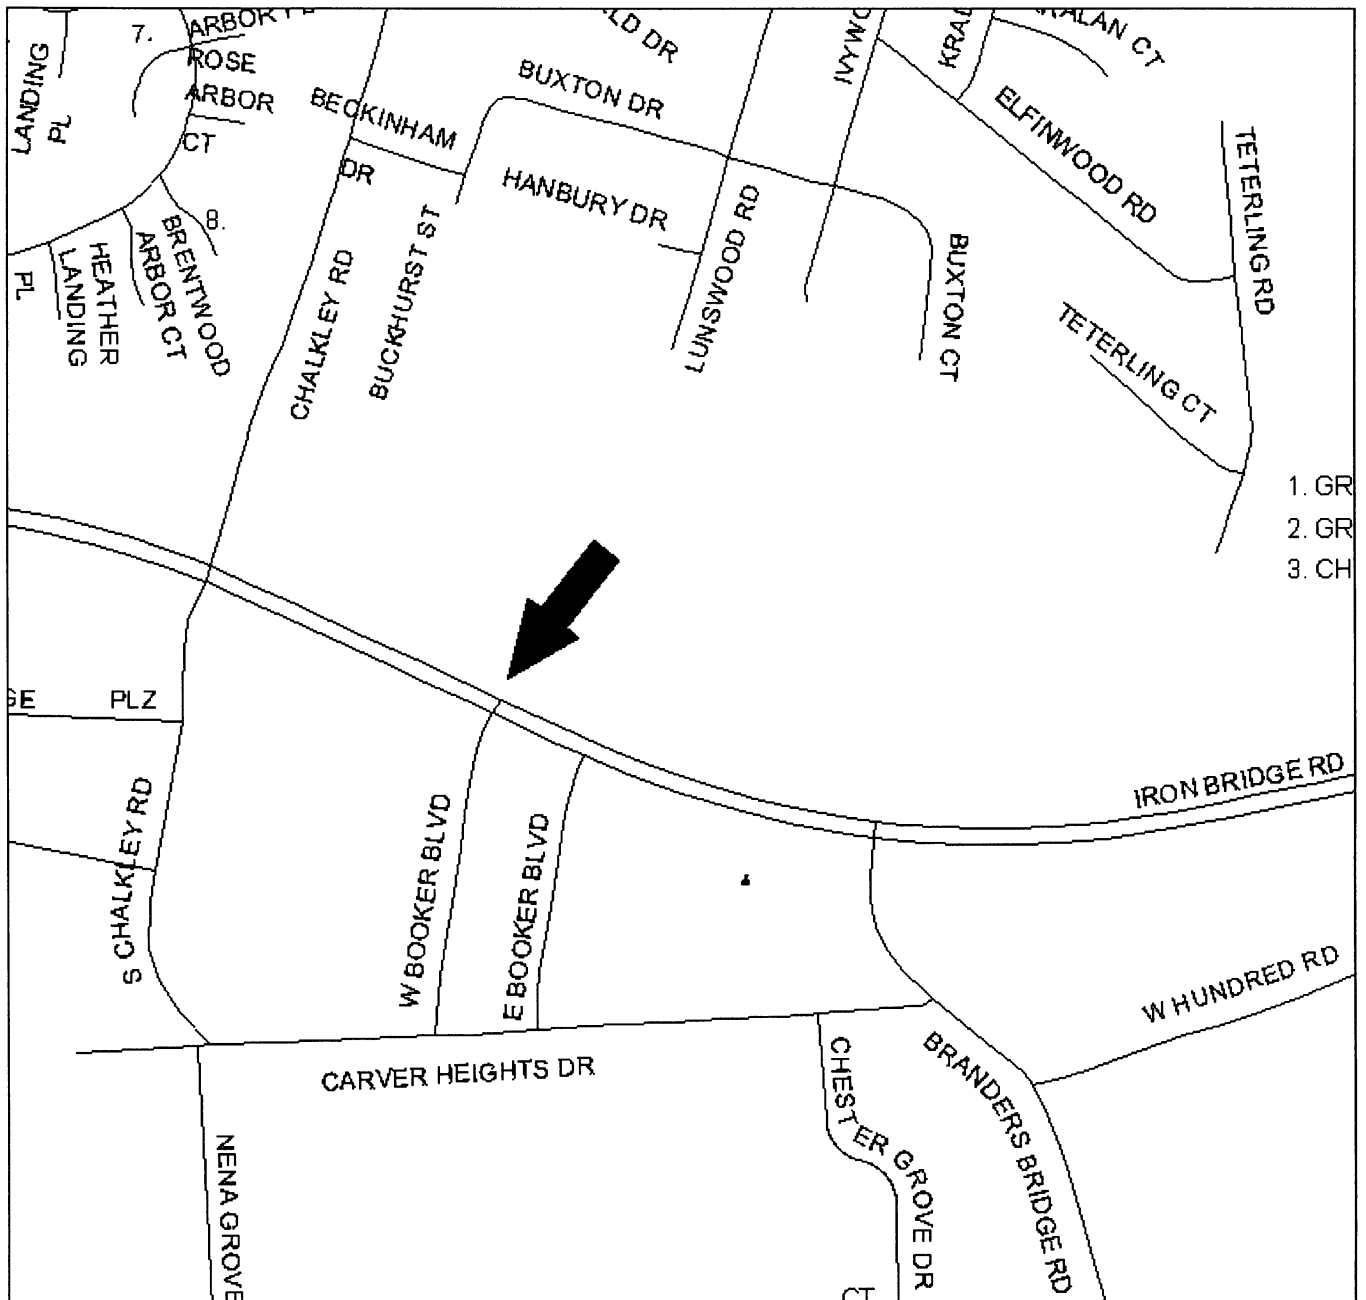 ARBOR
7.
ROSE
ARBOR
CT
LANDING
PL
BECKINHAM
DR
LD DR
BUXTON DR
HANBURY DR
IVYWO
KRAL
RALAN CT
ELFINWOOD RD
TETERLING RD
8.
BRENTWOOD
ARBOR CT
HEATHER
LANDING
PL
CHALKLEY RD
BUCKHURST ST
LUNSWOOD RD
BUXTON CT
TETERLING CT
1. GR
2. GR
3. CH
GE PLZ
S CHALKLEY RD
W BOOKER BLVD
E BOOKER BLVD
IRON BRIDGE RD
W HUNDRED RD
CARVER HEIGHTS DR
CHESTER GROVE DR
BRANDERS BRIDGE RD
NENA GROVE
CT